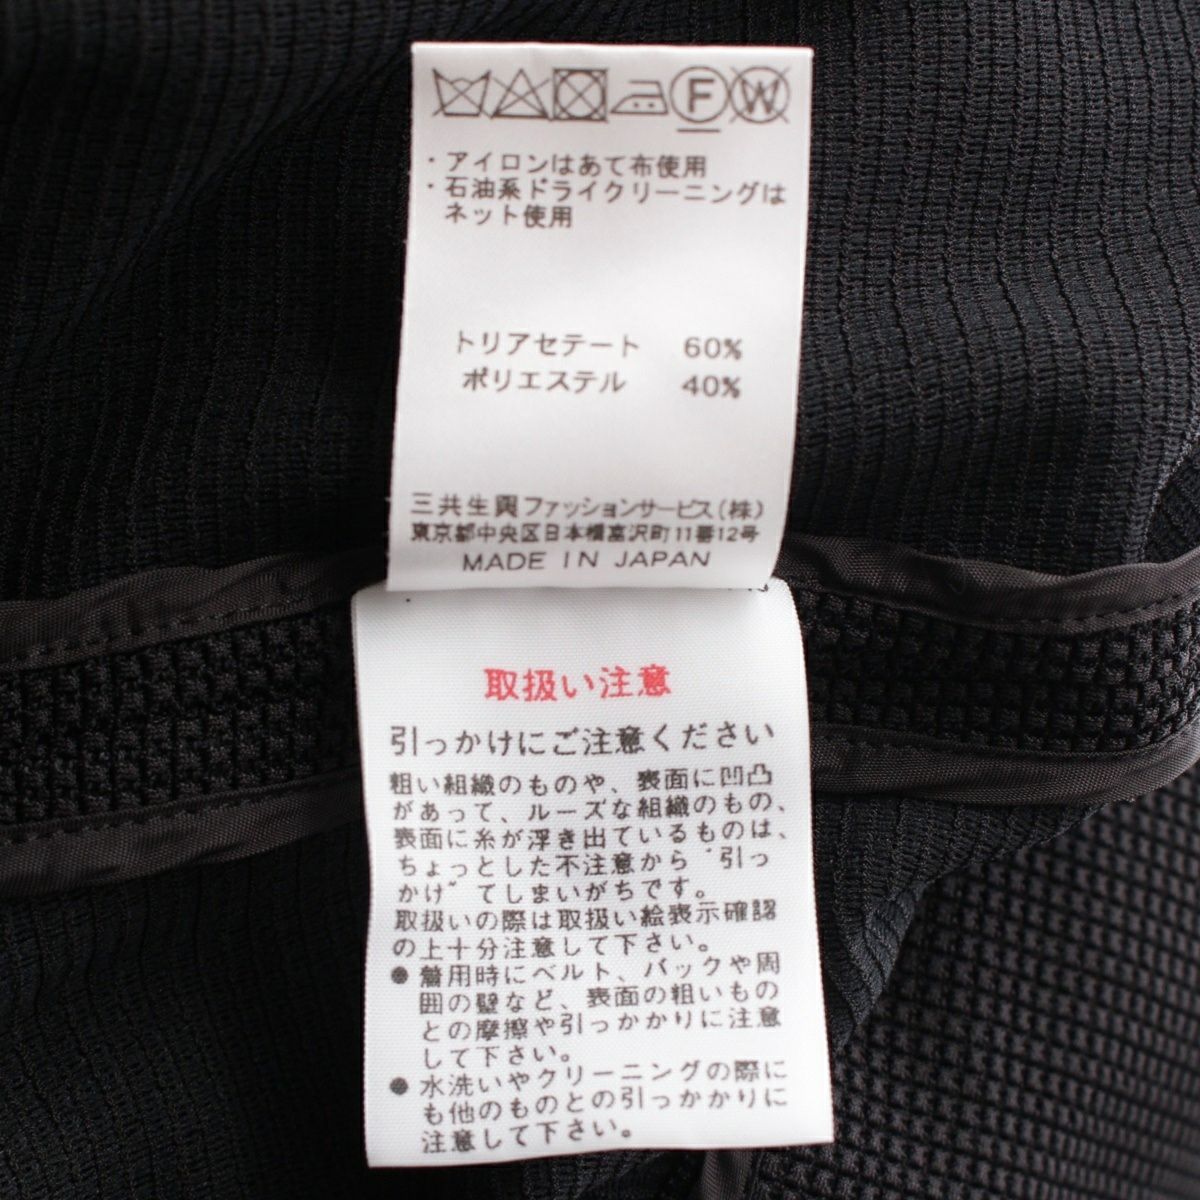 F W
・アイロンはあて布使用
・石油系ドライクリーニングは
ネット使用
トリアセテート 60%
ポリエステル 40%
三共生興ファッションサービス(株)
東京都中央区日本橋富沢町11番12号
MADE IN JAPAN
取扱い注意
引っかけにご注意ください
粗い組織のものや、表面に凹凸
があって、ルーズな組織のもの、
表面に糸が浮き出ているものは、
ちょっとした不注意から〝引っ
かけ〟てしまいがちです。
取扱いの際は取扱い絵表示確認
の上十分注意して下さい。
● 着用時にベルト、バックや周
囲の壁など、表面の粗いもの
との摩擦や引っかかりに注意
して下さい。
● 水洗いやクリーニングの際に
も他のものとの引っかかりに
注意して下さい。